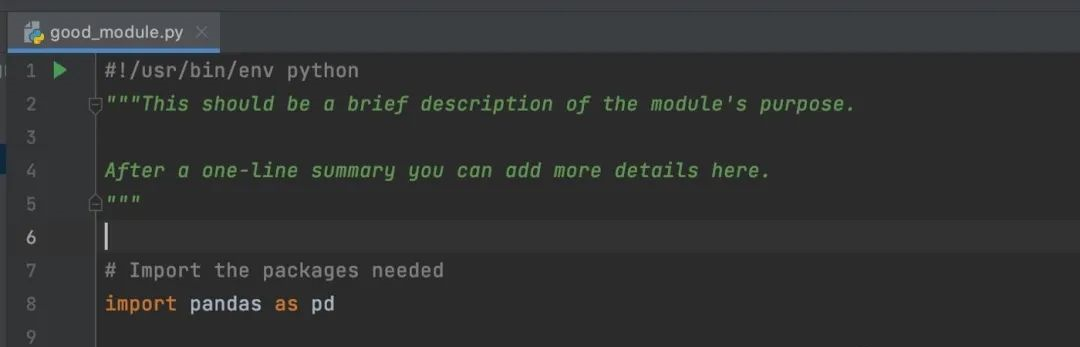 good_module.py
1 #!/usr/bin/env python
2 """This should be a brief description of the module's purpose.
3
4 After a one-line summary you can add more details here.
5 """
6
7 # Import the packages needed
8 import pandas as pd
9